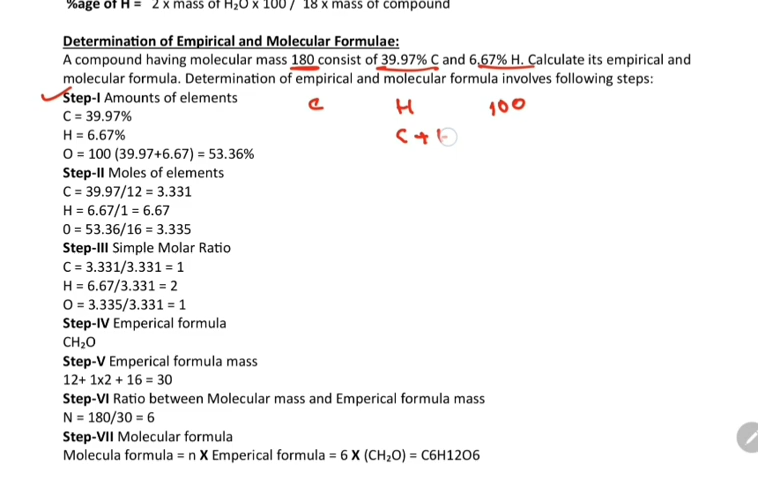 %age of H = 2 x mass of H₂O x 100 / 18 x mass of compound
Determination of Empirical and Molecular Formulae:
A compound having molecular mass 180 consist of 39.97% C and 6.67% H. Calculate its empirical and
molecular formula. Determination of empirical and molecular formula involves following steps:
Step-I Amounts of elements
C H 100
C = 39.97%
H = 6.67%
C + H
O = 100 (39.97+6.67) = 53.36%
Step-II Moles of elements
C = 39.97/12 = 3.331
H = 6.67/1 = 6.67
0 = 53.36/16 = 3.335
Step-III Simple Molar Ratio
C = 3.331/3.331 = 1
H = 6.67/3.331 = 2
O = 3.335/3.331 = 1
Step-IV Emperical formula
CH₂O
Step-V Emperical formula mass
12+ 1x2 + 16 = 30
Step-VI Ratio between Molecular mass and Emperical formula mass
N = 180/30 = 6
Step-VII Molecular formula
Molecula formula = n X Emperical formula = 6 X (CH₂O) = C6H12O6